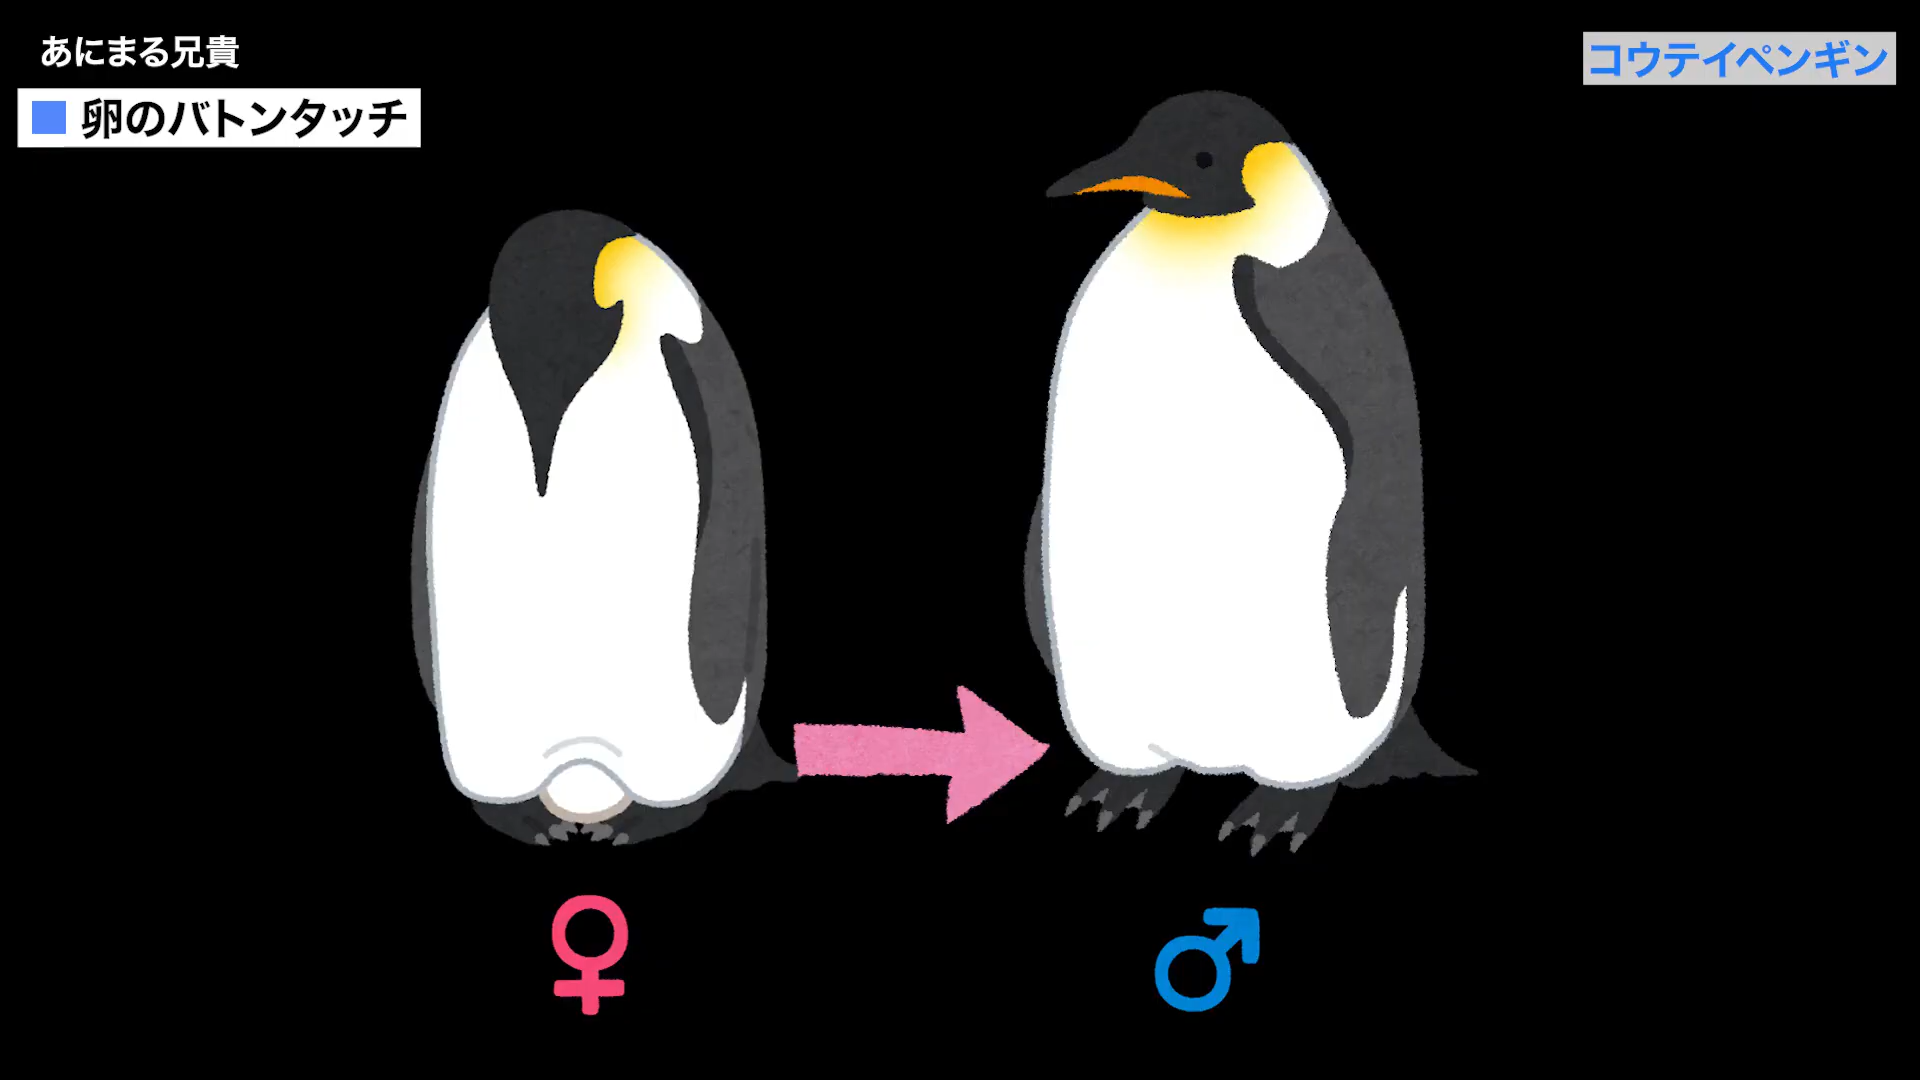 あにまる兄貴
コウテイペンギン
卵のバトンタッチ
♀
♂